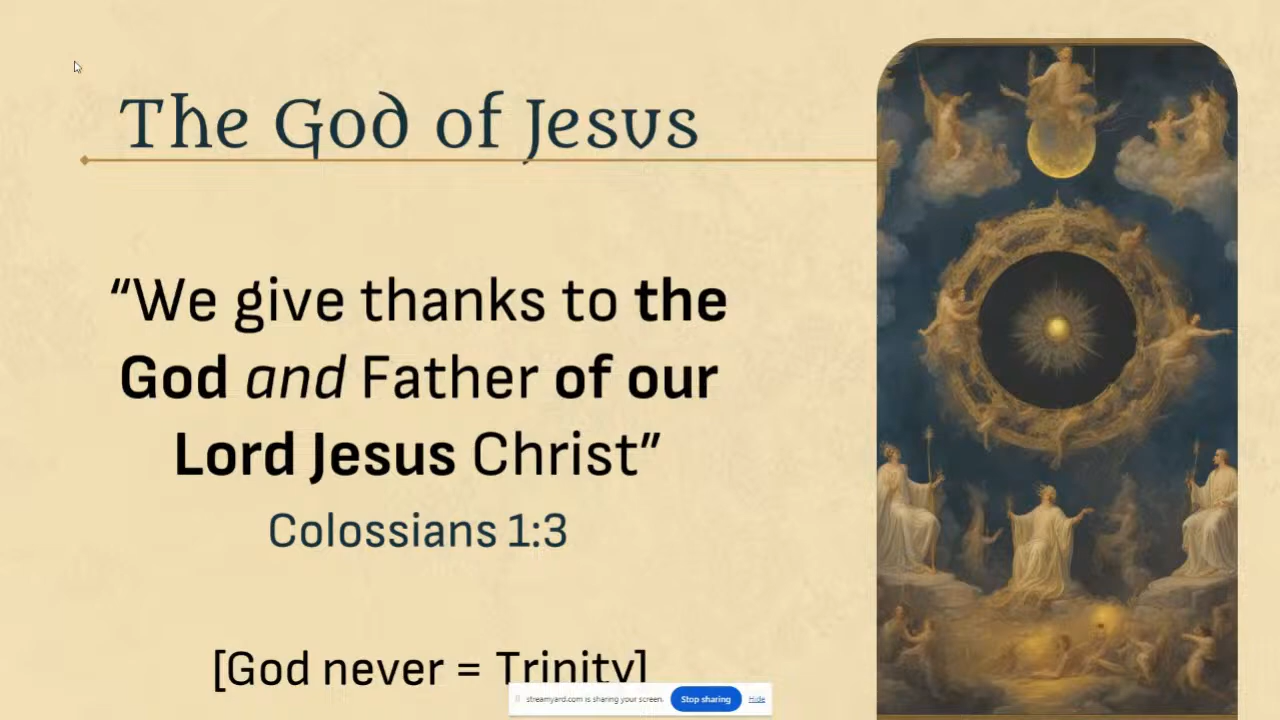 The God of Jesus
“We give thanks to the
God and Father of our
Lord Jesus Christ”
Colossians 1:3
[God never = Trinity]
streamyard.com is sharing your screen.
Stop sharing
Hide